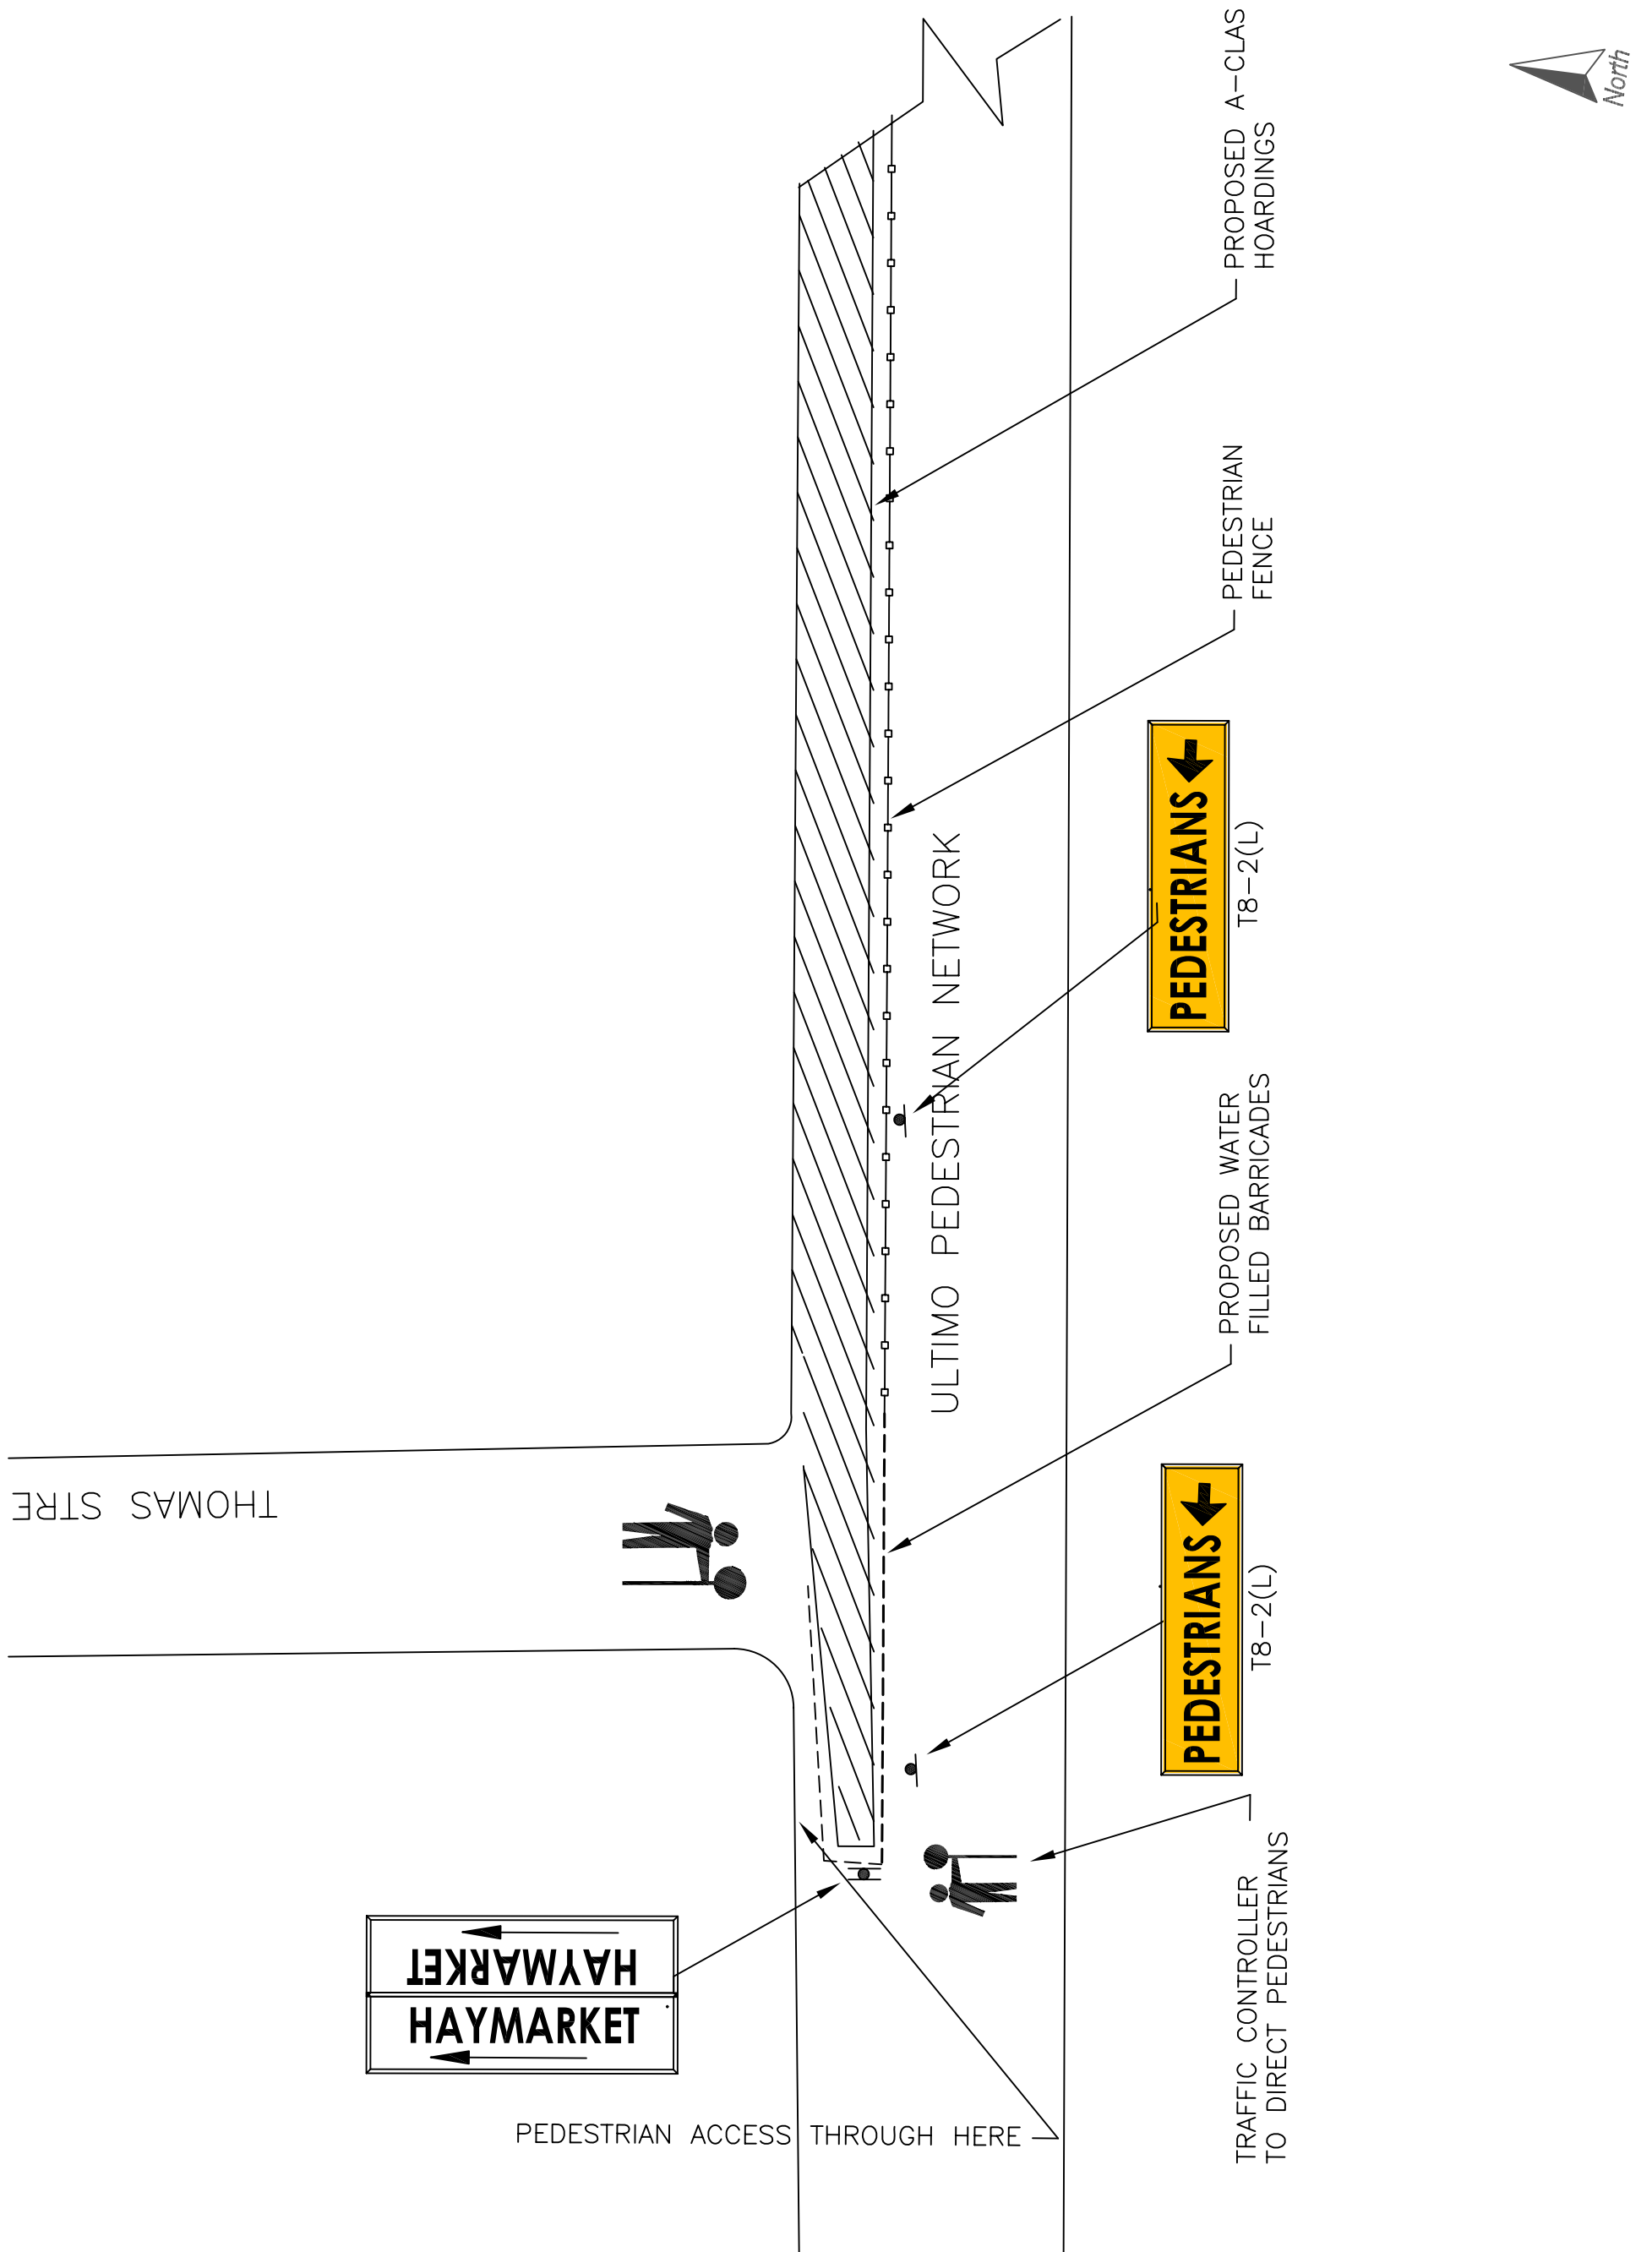 North
PROPOSED A-CLAS
HOARDINGS
PEDESTRIAN
FENCE
PEDESTRIANS
T8-2(L)
ULTIMO PEDESTRIAN NETWORK
PROPOSED WATER
FILLED BARRICADES
THOMAS STRE
PEDESTRIANS
T8-2(L)
HAYMARKET
HAYMARKET
TRAFFIC CONTROLLER
TO DIRECT PEDESTRIANS
PEDESTRIAN ACCESS THROUGH HERE